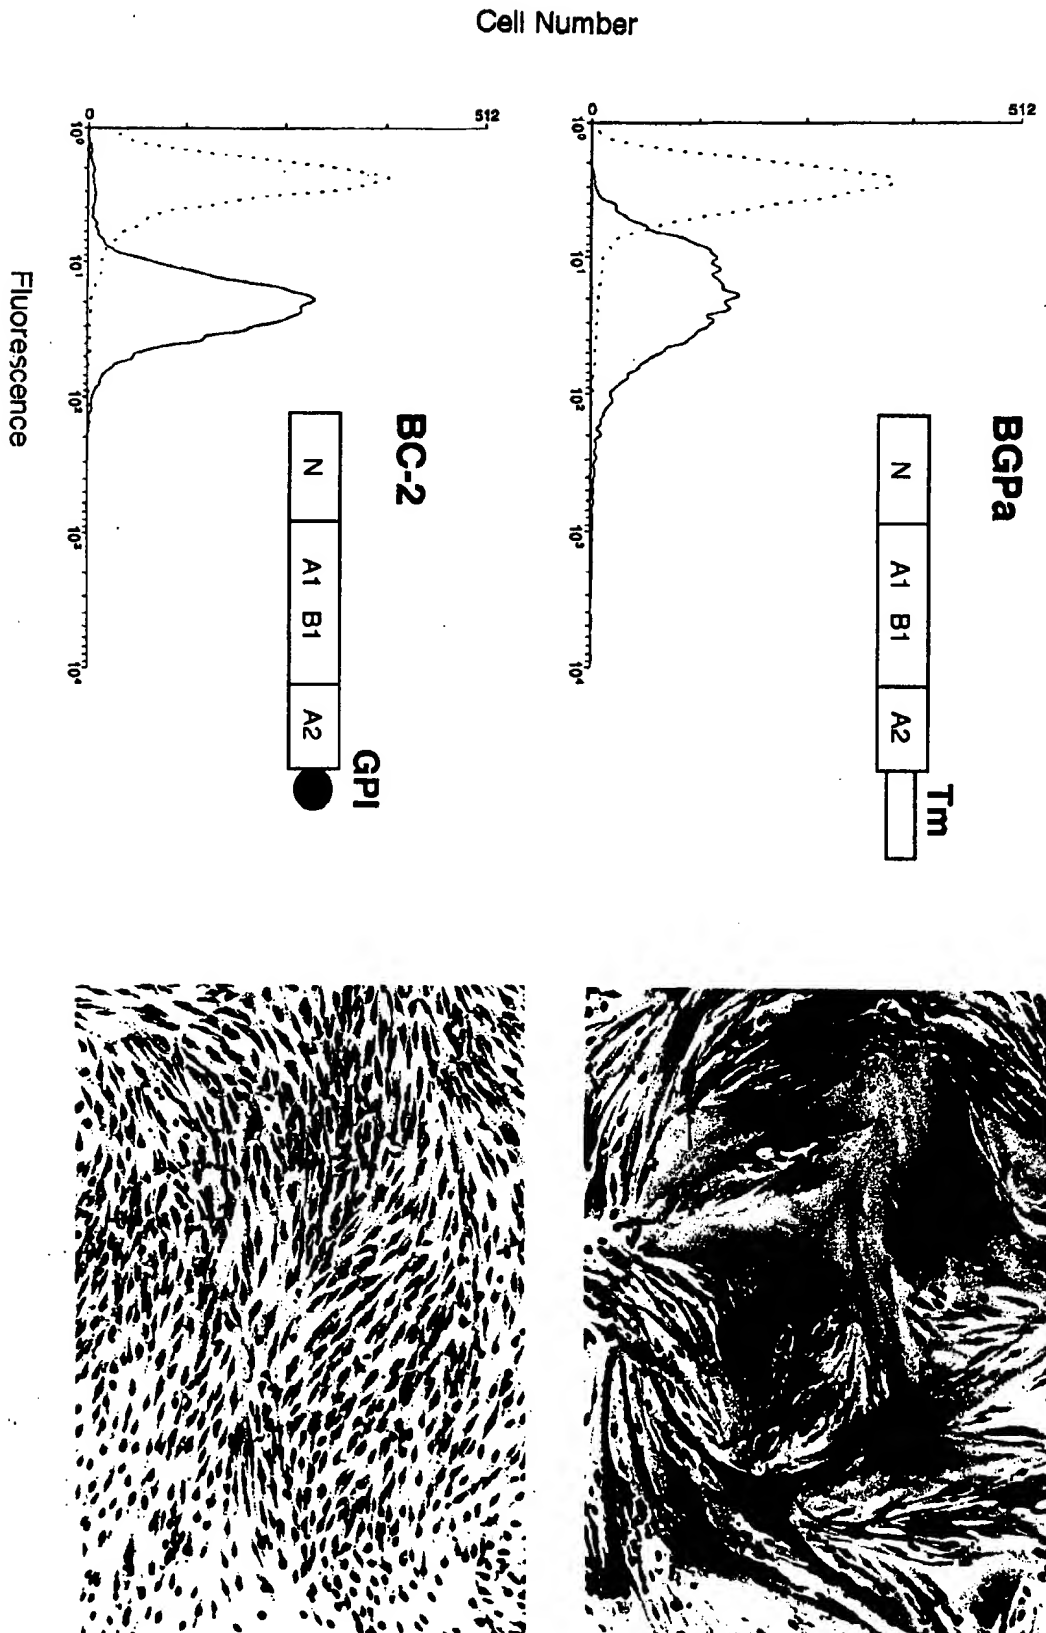 Cell Number
512
BGPa
Tm
N A1 B1 A2
0
10⁰ 10¹ 10² 10³ 10⁴
512
BC-2
GPI
N A1 B1 A2
0
10⁰ 10¹ 10² 10³ 10⁴
Fluorescence